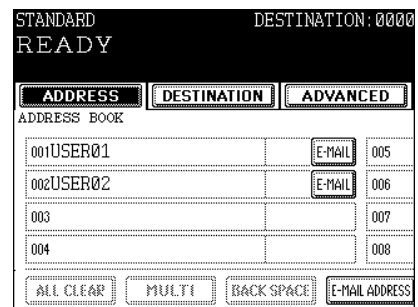 STANDARD DESTINATION:0000
READY
ADDRESS DESTINATION ADVANCED
ADDRESS BOOK
001USER01 E-MAIL 005
002USER02 E-MAIL 006
003 007
004 008
ALL CLEAR MULTI BACK SPACE E-MAIL ADDRESS